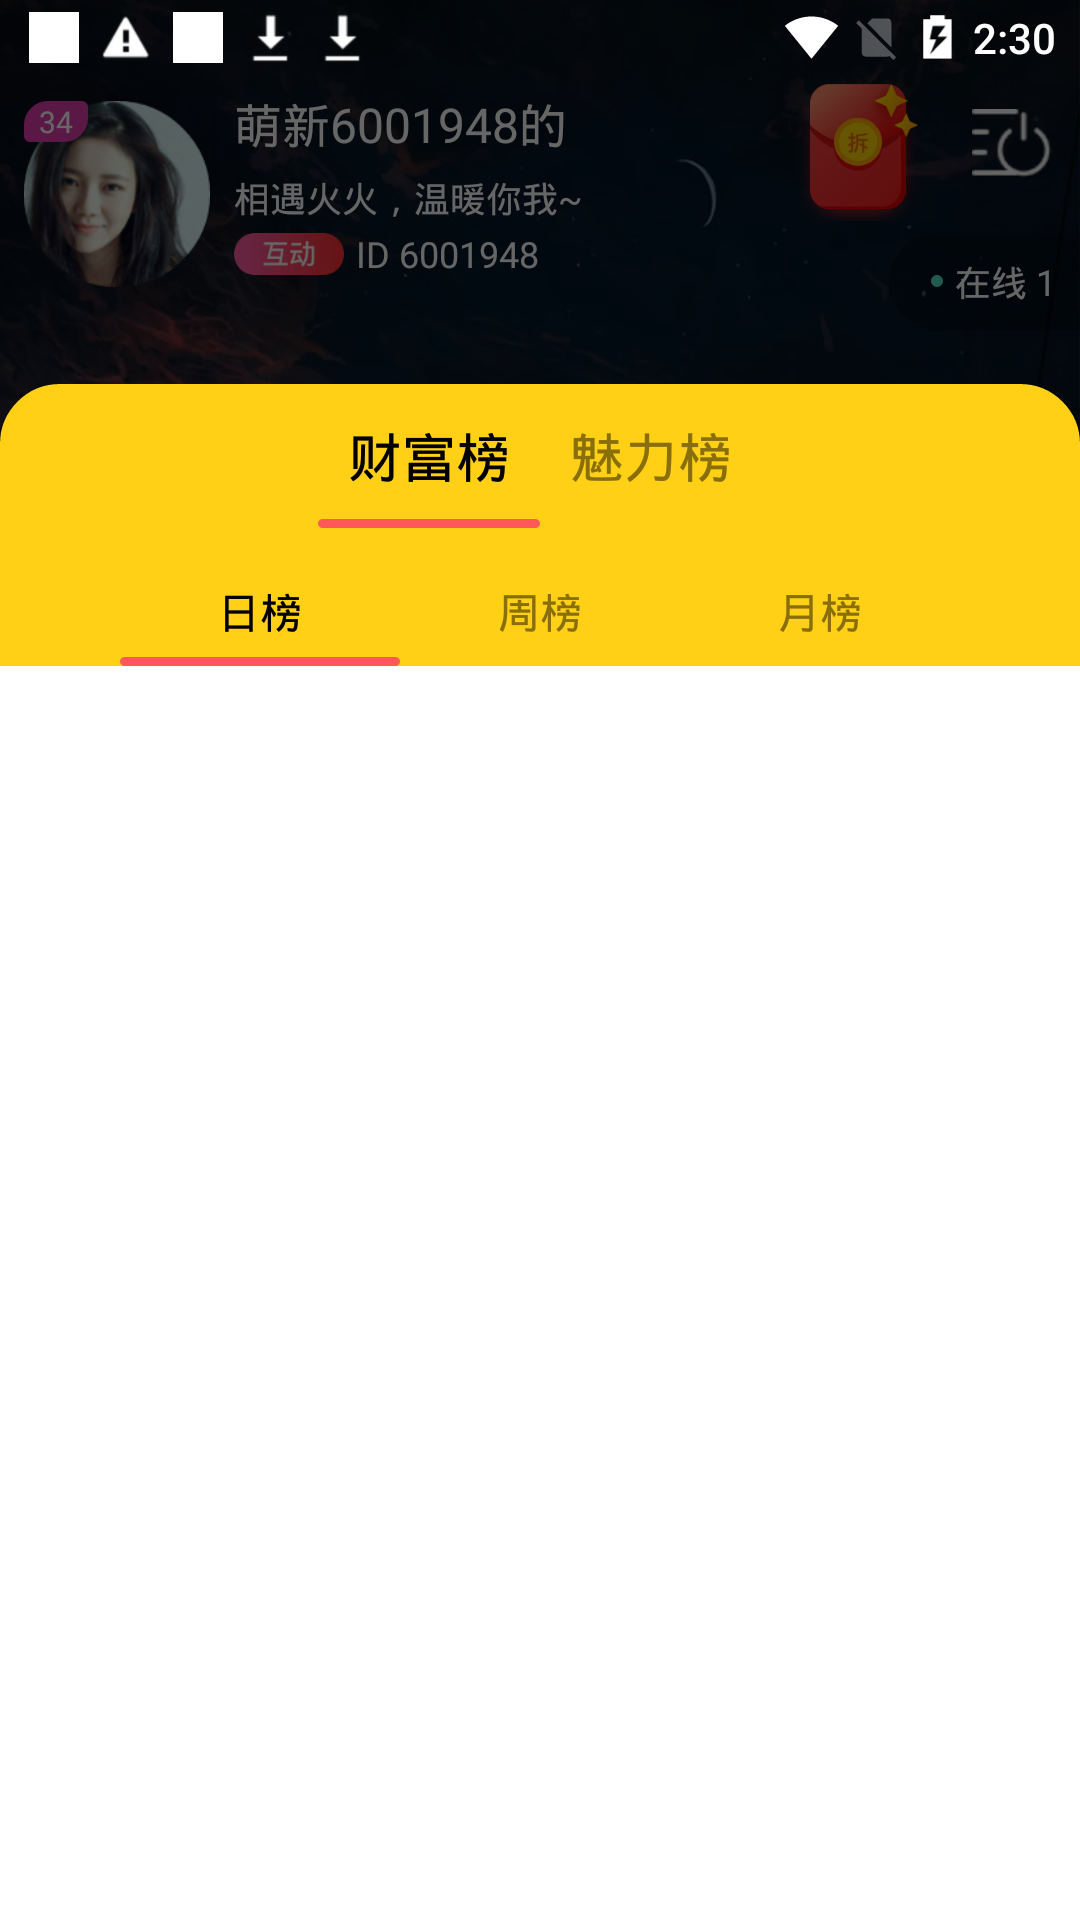 2:30
34
萌新6001948的
拆
相遇火火，温暖你我~
互动 ID 6001948
在线 1
财富榜 魅力榜
日榜 周榜 月榜